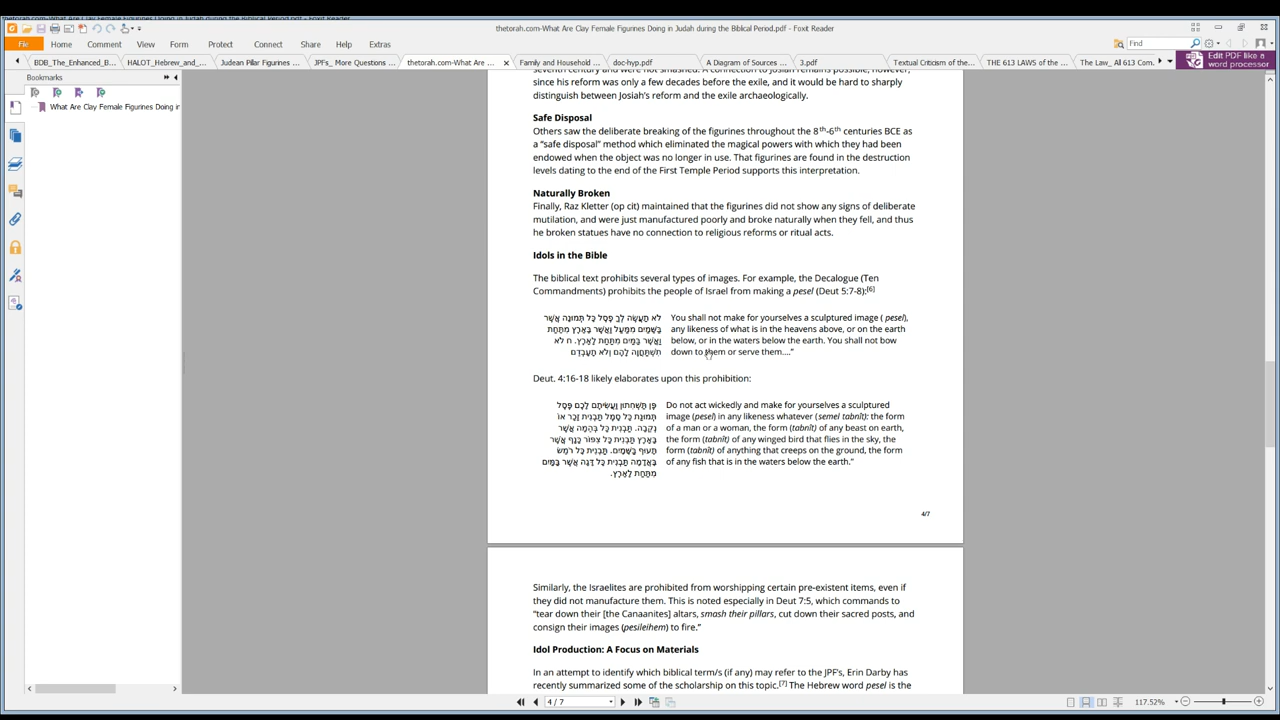 thetorah.com-What Are Clay Female Figurines Doing in Judah during the Biblical Period.pdf - Foxit Reader
File Home Comment View Form Protect Connect Share Help Extras
Find
BDB_The_Enhanced_B... HALOT_Hebrew_and_... Judean Pillar Figurines ... JPFs_ More Questions ... thetorah.com-What Are ... Family and Household ... doc-hyp.pdf A Diagram of Sources ... 3.pdf Textual Criticism of the... THE 613 LAWS of the ... The Law_ All 613 Com...
Edit PDF like a
word processor
Bookmarks
What Are Clay Female Figurines Doing in
since his reform was only a few decades before the exile, and it would be hard to sharply
distinguish between Josiah's reform and the exile archaeologically.
Safe Disposal
Others saw the deliberate breaking of the figurines throughout the 8th-6th centuries BCE as
a “safe disposal” method which eliminated the magical powers with which they had been
endowed when the object was no longer in use. That figurines are found in the destruction
levels dating to the end of the First Temple Period supports this interpretation.
Naturally Broken
Finally, Raz Kletter (op cit) maintained that the figurines did not show any signs of deliberate
mutilation, and were just manufactured poorly and broke naturally when they fell, and thus
he broken statues have no connection to religious reforms or ritual acts.
Idols in the Bible
The biblical text prohibits several types of images. For example, the Decalogue (Ten
Commandments) prohibits the people of Israel from making a pesel (Deut 5:7-8):[6]
לֹא תַעֲשֶׂה לְךָ פֶסֶל כָּל תְּמוּנָה אֲשֶׁר
בַּשָּׁמַיִם מִמַּעַל וַאֲשֶׁר בָּאָרֶץ מִתָּחַת
וַאֲשֶׁר בַּמַּיִם מִתַּחַת לָאָרֶץ. ח לֹא
תִשְׁתַּחֲוֶה לָהֶם וְלֹא תָעָבְדֵם
You shall not make for yourselves a sculptured image ( pesel),
any likeness of what is in the heavens above, or on the earth
below, or in the waters below the earth. You shall not bow
down to them or serve them....”
Deut. 4:16-18 likely elaborates upon this prohibition:
פֶּן תַּשְׁחִתוּן וַעֲשִׂיתֶם לָכֶם פֶּסֶל
תְּמוּנַת כָּל סָמֶל תַּבְנִית זָכָר אוֹ
נְקֵבָה. תַּבְנִית כָּל בְּהֵמָה אֲשֶׁר
בָּאָרֶץ תַּבְנִית כָּל צִפּוֹר כָּנָף אֲשֶׁר
תָּעוּף בַּשָּׁמָיִם. תַּבְנִית כָּל רֹמֵשׂ
בָּאֲדָמָה תַּבְנִית כָּל דָּגָה אֲשֶׁר בַּמַּיִם
מִתַּחַת לָאָרֶץ.
Do not act wickedly and make for yourselves a sculptured
image (pesel) in any likeness whatever (semel tabnît): the form
of a man or a woman, the form (tabnît) of any beast on earth,
the form (tabnît) of any winged bird that flies in the sky, the
form (tabnît) of anything that creeps on the ground, the form
of any fish that is in the waters below the earth.”
4/7
Similarly, the Israelites are prohibited from worshipping certain pre-existent items, even if
they did not manufacture them. This is noted especially in Deut 7:5, which commands to
“tear down their [the Canaanites] altars, smash their pillars, cut down their sacred posts, and
consign their images (pesileihem) to fire.”
Idol Production: A Focus on Materials
In an attempt to identify which biblical term/s (if any) may refer to the JPF's, Erin Darby has
recently summarized some of the scholarship on this topic.[7] The Hebrew word pesel is the
4 / 7
117.52%